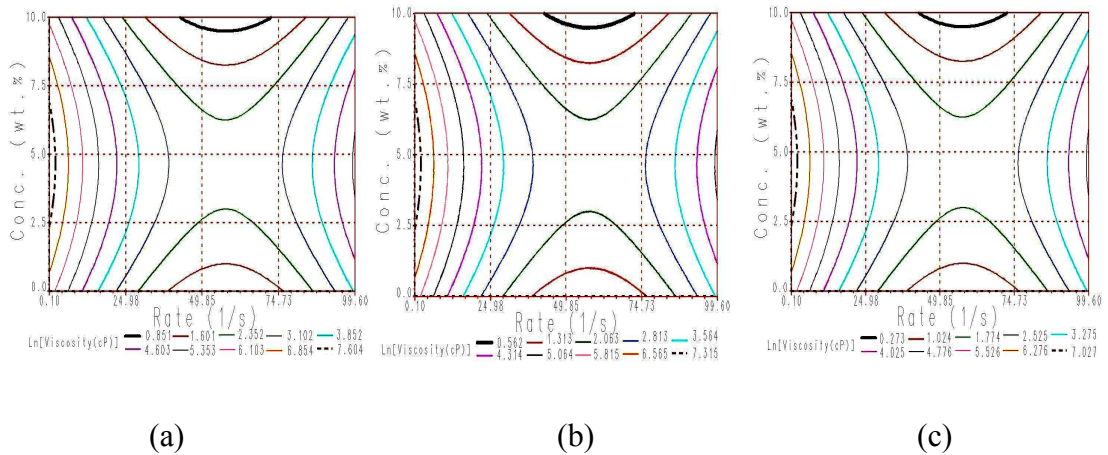 10.0
7.5
5.0
2.5
0.0
Conc. (wt.%)
0.10 24.98 49.85 74.73 99.60
Rate (1/s)
Ln[Viscosity(cP)] 0.851 1.601 2.352 3.102 3.852
4.603 5.353 6.103 6.854 7.604
(a)
10.0
7.5
5.0
2.5
0.0
Conc. (wt.%)
0.10 24.98 49.85 74.73 99.60
Rate (1/s)
Ln[Viscosity(cP)] 0.562 1.313 2.063 2.813 3.564
4.314 5.064 5.815 6.565 7.315
(b)
10.0
7.5
5.0
2.5
0.0
Conc. (wt.%)
0.10 24.98 49.85 74.73 99.60
Rate (1/s)
Ln[Viscosity(cP)] 0.273 1.024 1.774 2.525 3.275
4.025 4.776 5.526 6.276 7.027
(c)